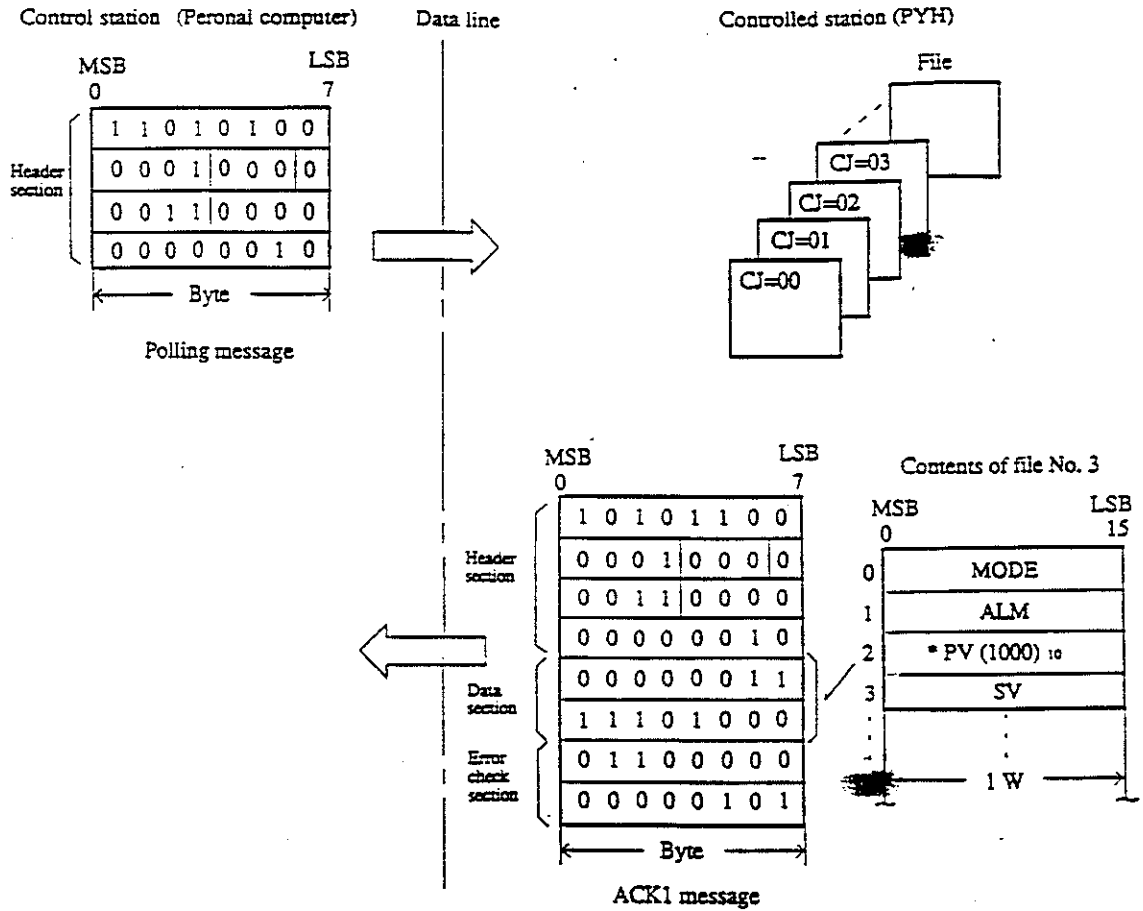 Control station (Peronal computer)
Data line
Controlled station (PYH)
MSB LSB
0 7
Header section
1 1 0 1 0 1 0 0
0 0 0 1 0 0 0 0
0 0 1 1 0 0 0 0
0 0 0 0 0 0 1 0
Byte
Polling message
File
CJ=03
CJ=02
CJ=01
CJ=00
MSB LSB
0 7
Header section
1 0 1 0 1 1 0 0
0 0 0 1 0 0 0 0
0 0 1 1 0 0 0 0
0 0 0 0 0 0 1 0
Data section
0 0 0 0 0 0 1 1
1 1 1 0 1 0 0 0
Error check section
0 1 1 0 0 0 0 0
0 0 0 0 0 1 0 1
Byte
ACK1 message
Contents of file No. 3
MSB LSB
0 15
0 MODE
1 ALM
2 * PV (1000) 10
3 SV
1 W